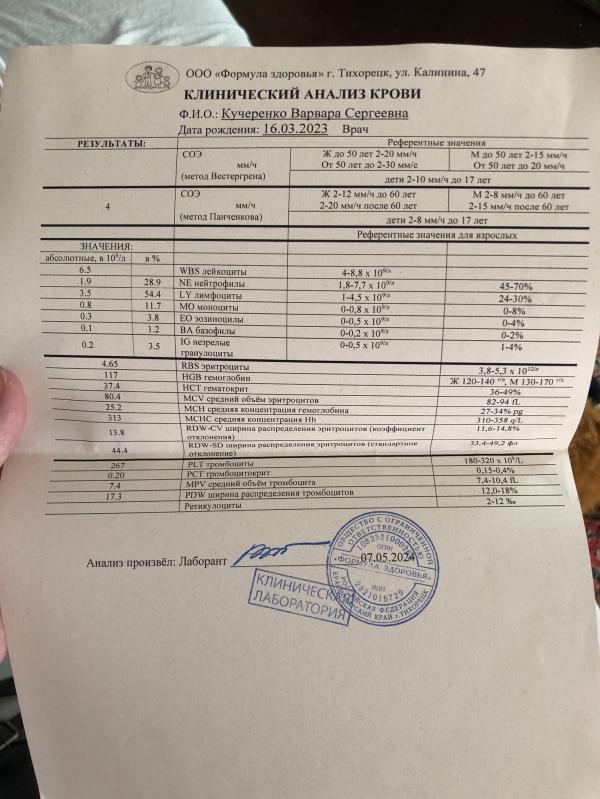 ООО «Формула здоровья» г. Тихорецк, ул. Калинина, 47
КЛИНИЧЕСКИЙ АНАЛИЗ КРОВИ
Ф.И.О.: Кучеренко Варвара Сергеевна
Дата рождения: 16.03.2023 Врач
РЕЗУЛЬТАТЫ: Референтные значения
СОЭ мм/ч (метод Вестергрена) Ж до 50 лет 2-20 мм/ч М до 50 лет 2-15 мм/ч
От 50 лет до 2-30 мм/с От 50 лет до 20 мм/ч
дети 2-10 мм/ч до 17 лет
4 СОЭ мм/ч (метод Панченкова) Ж 2-12 мм/ч до 60 лет М 2-8 мм/ч до 60 лет
2-20 мм/ч после 60 лет 2-15 мм/ч после 60 лет
дети 2-8 мм/ч до 17 лет
Референтные значения для взрослых
ЗНАЧЕНИЯ:
абсолютные, в 10⁹/л в %
6.5 WBS лейкоциты 4-8,8 х 10⁹/л
1.9 28.9 NE нейтрофилы 1,8-7,7 х 10⁹/л 45-70%
3.5 54.4 LY лимфоциты 1-4,5 х 10⁹/л 24-30%
0.8 11.7 MO моноциты 0-0,8 х 10⁹/л 0-8%
0.3 3.8 EO эозиноциты 0-0,5 х 10⁹/л 0-4%
0.1 1.2 BA базофилы 0-0,2 х 10⁹/л 0-2%
0.2 3.5 IG незрелые гранулоциты 0-0,5 х 10⁹/л 1-4%
4.65 RBS эритроциты 3,8-5,3 х 10¹²/л
117 HGB гемоглобин Ж 120-140 г/л, М 130-170 г/л
37.4 HCT гематокрит 36-49%
80.4 MCV средний объём эритроцитов 82-94 fL
25.2 MCH средняя концентрация гемоглобина 27-34% pg
313 MCHC средняя концентрация Hb 310-358 q/L
13.8 RDW-CV ширина распределения эритроцитов (коэффициент отклонения) 11,6-14,8%
44.4 RDW-SD ширина распределения эритроцитов (стандартное отклонение) 33,4-49,2 фл
267 PLT тромбоциты 180-320 х 10⁹/L
0.20 PCT тромбоцитокрит 0,15-0,4%
7.4 MPV средний объём тромбоцита 7,4-10,4 fL
17.3 PDW ширина распределения тромбоцитов 12,0-18%
Ретикулоциты 2-12 ‰
Анализ произвёл: Лаборант
07.05.2024
КЛИНИЧЕСКАЯ
ЛАБОРАТОРИЯ
ОБЩЕСТВО С ОГРАНИЧЕННОЙ ОТВЕТСТВЕННОСТЬЮ
ОГРН
«ФОРМУЛА ЗДОРОВЬЯ»
ИНН
2321016729
РОССИЙСКАЯ ФЕДЕРАЦИЯ
КРАСНОДАРСКИЙ КРАЙ г.ТИХОРЕЦК